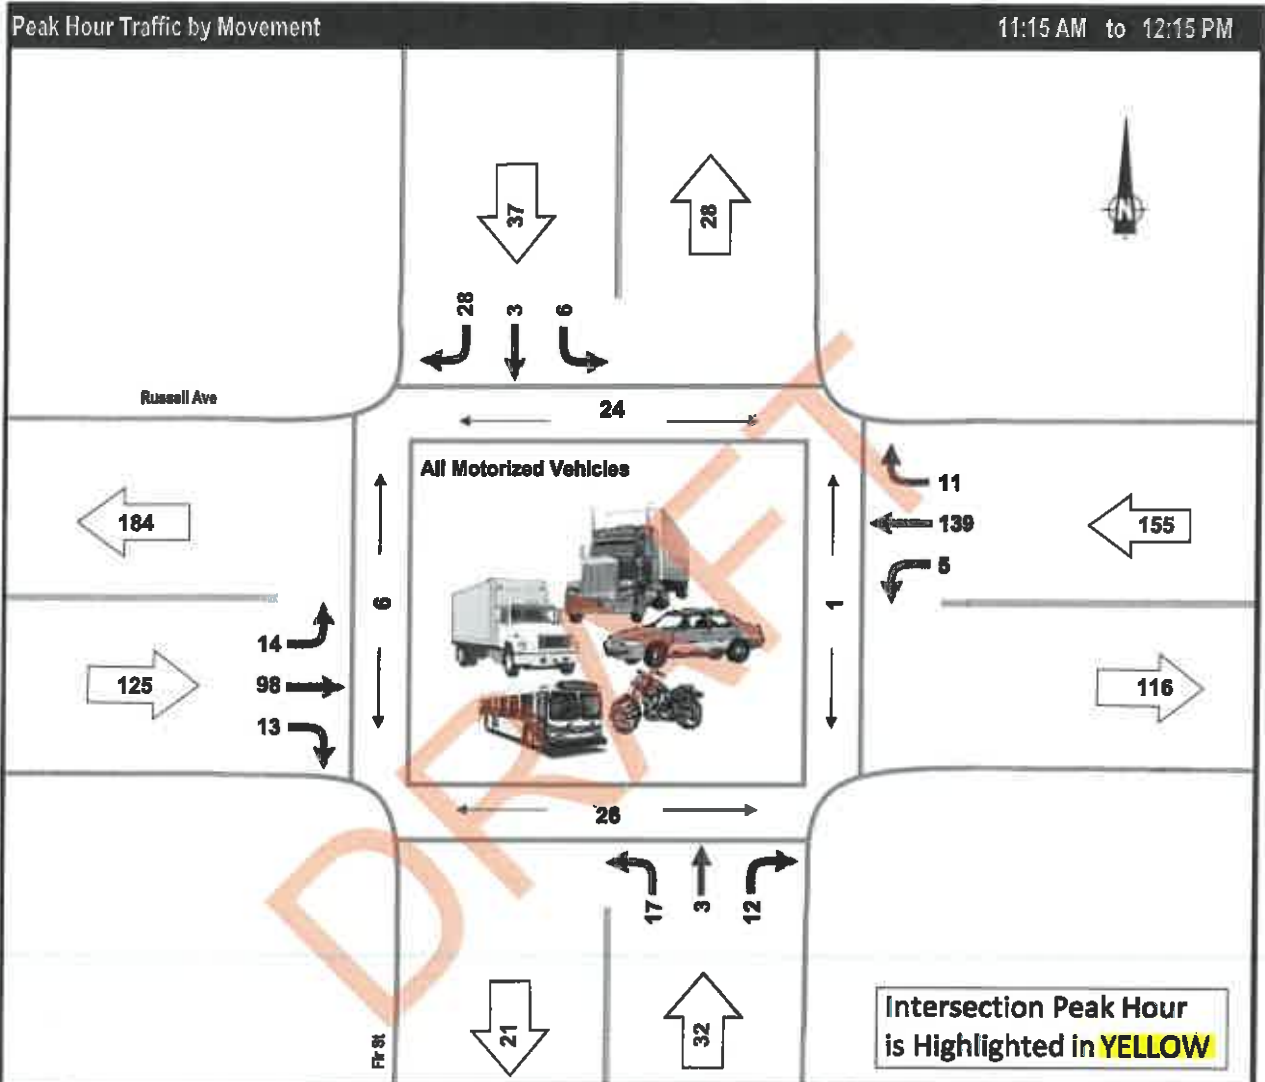 Peak Hour Traffic by Movement 11:15 AM to 12:15 PM
37
28
28 3 6
N
Russell Ave
24
All Motorized Vehicles
184
11
139
155
5
6
1
14
98
125
116
13
26
17 3 12
DRAFT
21
32
Fir St
Intersection Peak Hour
is Highlighted in YELLOW